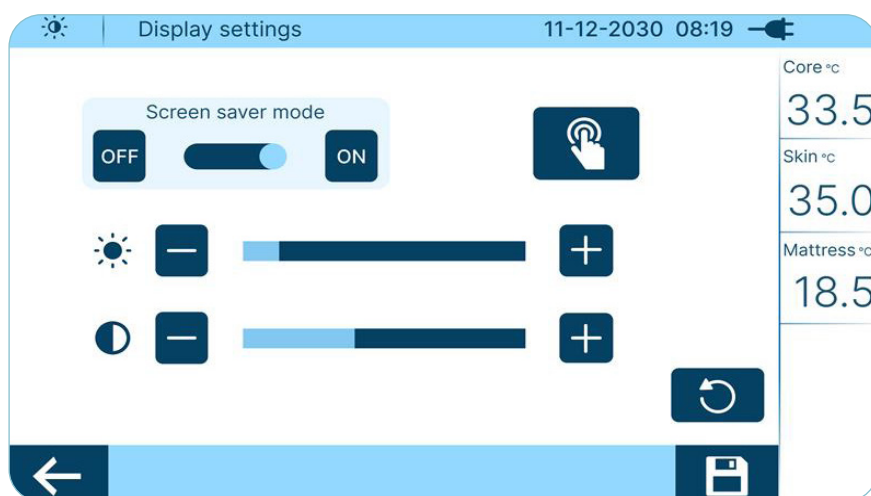 Display settings 11-12-2030 08:19
Screen saver mode
OFF ON
Core °C
33.5
Skin °C
35.0
Mattress °C
18.5